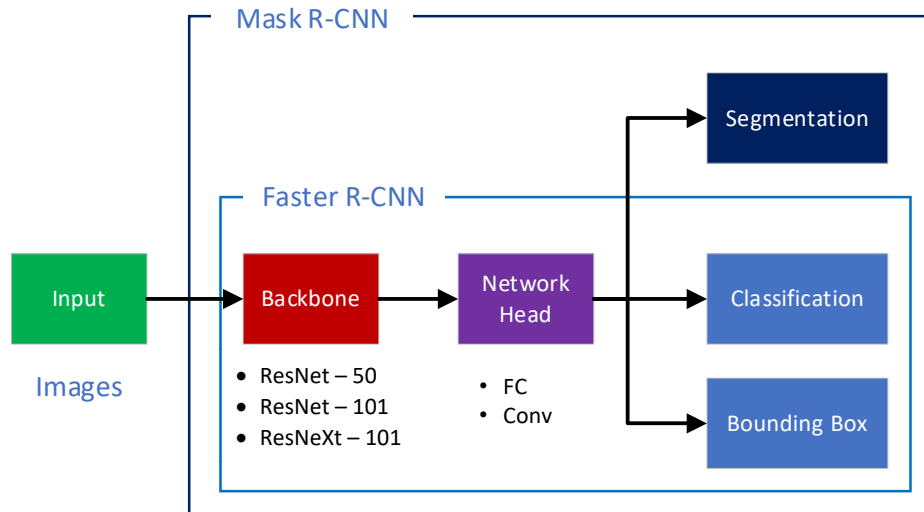 Mask R-CNN
Segmentation
Faster R-CNN
Input
Backbone
Network
Head
Classification
Images
• ResNet – 50
• ResNet – 101
• ResNeXt – 101
• FC
• Conv
Bounding Box